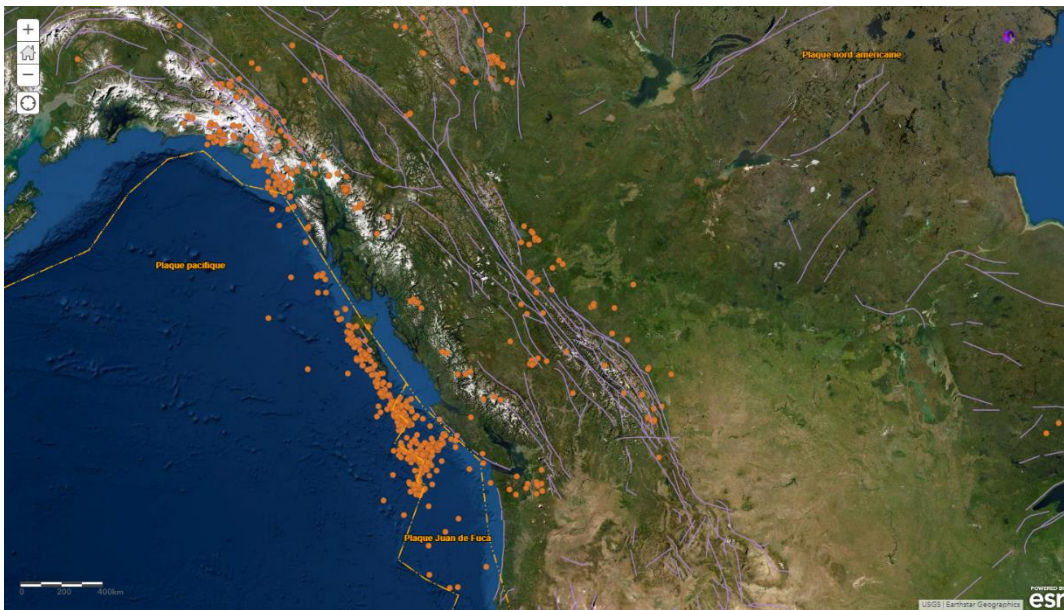 +
−
Plaque nord américaine
Plaque pacifique
Plaque Juan de Fuca
0 200 400km
POWERED BY
esri
USGS | Earthstar Geographics